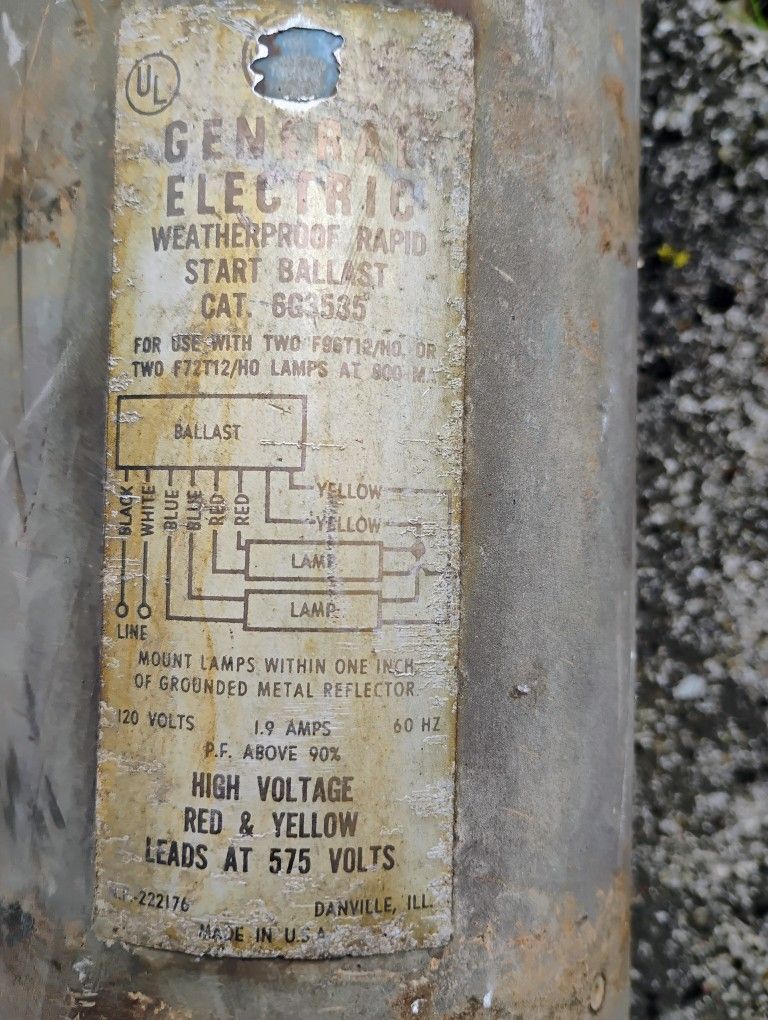 UL
GENERAL
ELECTRIC
WEATHERPROOF RAPID
START BALLAST
CAT. 6G3535
FOR USE WITH TWO F96T12/HO. OR
TWO F72T12/HO LAMPS AT 800 MA
BALLAST
BLACK
WHITE
BLUE
BLUE
RED
RED
YELLOW
YELLOW
LAMP
LAMP
LINE
MOUNT LAMPS WITHIN ONE INCH
OF GROUNDED METAL REFLECTOR
120 VOLTS 1.9 AMPS 60 HZ
P.F. ABOVE 90%
HIGH VOLTAGE
RED & YELLOW
LEADS AT 575 VOLTS
222176 DANVILLE, ILL.
MADE IN U.S.A